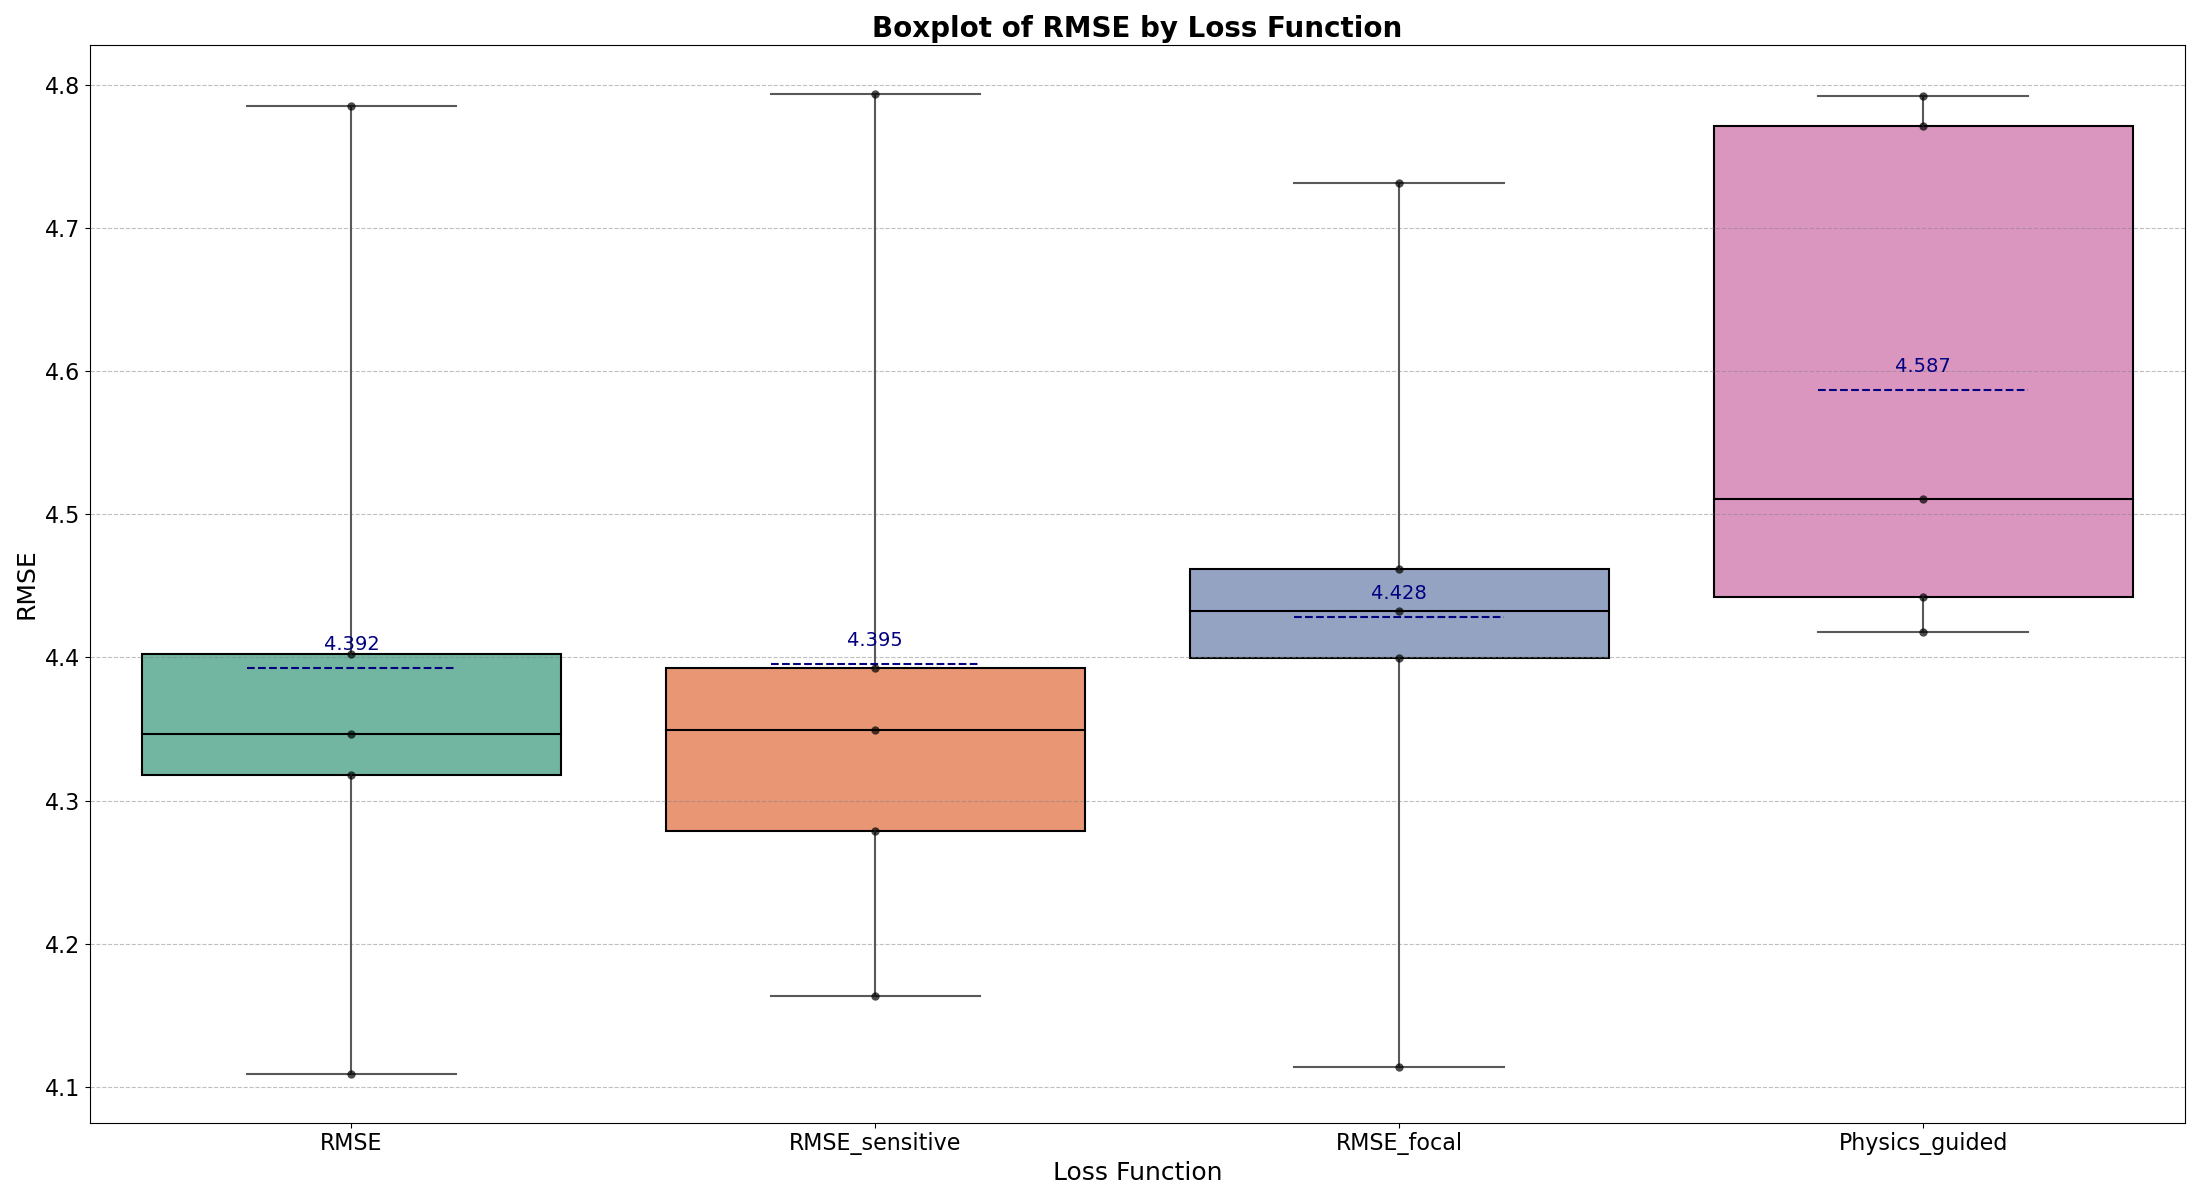 Boxplot of RMSE by Loss Function
4.8
4.7
4.6
4.5
4.4
4.3
4.2
4.1
RMSE
4.392
4.395
4.428
4.587
RMSE
RMSE_sensitive
RMSE_focal
Physics_guided
Loss Function